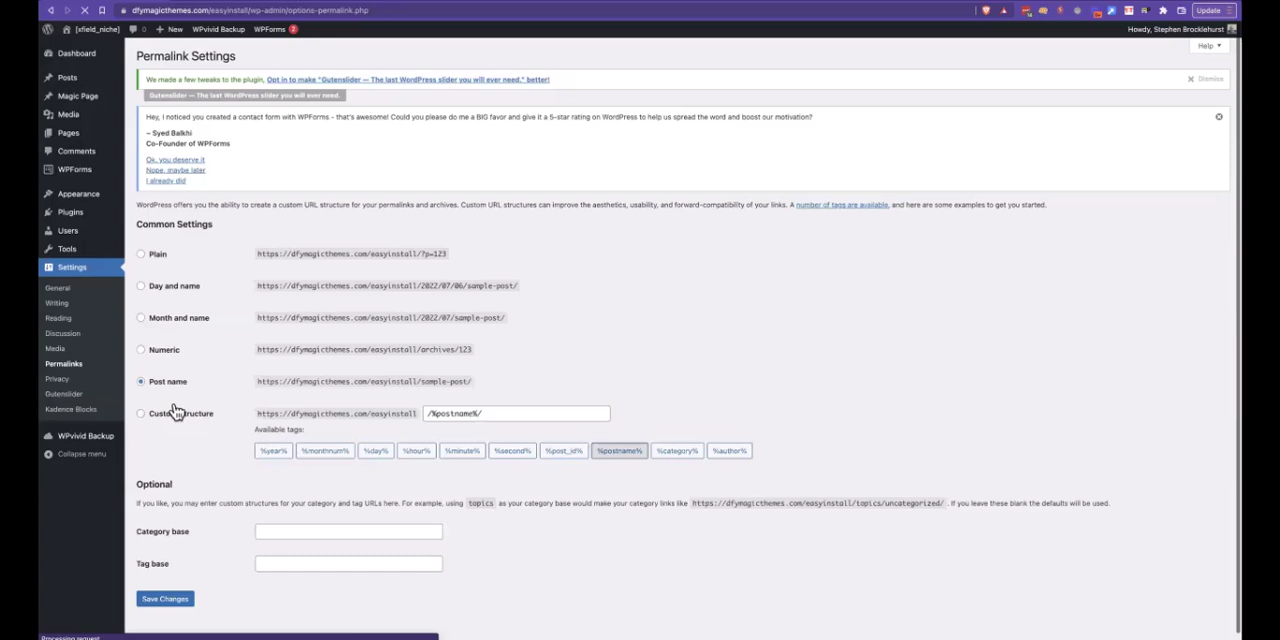 dfymagicthemes.com/easyinstall/wp-admin/options-permalink.php
Update
[xfield_niche] 0 New WPvivid Backup WPForms 2 Howdy, Stephen Brocklehurst
Help
Dashboard
Posts
Magic Page
Media
Pages
Comments
WPForms
Appearance
Plugins
Users
Tools
Settings
General
Writing
Reading
Discussion
Media
Permalinks
Privacy
Gutenslider
Kadence Blocks
WPvivid Backup
Collapse menu
Permalink Settings
We made a few tweaks to the plugin, Opt in to make "Gutenslider — The last WordPress slider you will ever need." better! Dismiss
Gutenslider — The last WordPress slider you will ever need.
Hey, I noticed you created a contact form with WPForms - that's awesome! Could you please do me a BIG favor and give it a 5-star rating on WordPress to help us spread the word and boost our motivation?
~ Syed Balkhi
Co-Founder of WPForms
Ok, you deserve it
Nope, maybe later
I already did
WordPress offers you the ability to create a custom URL structure for your permalinks and archives. Custom URL structures can improve the aesthetics, usability, and forward-compatibility of your links. A number of tags are available, and here are some examples to get you started.
Common Settings
Plain https://dfymagicthemes.com/easyinstall/?p=123
Day and name https://dfymagicthemes.com/easyinstall/2022/07/06/sample-post/
Month and name https://dfymagicthemes.com/easyinstall/2022/07/sample-post/
Numeric https://dfymagicthemes.com/easyinstall/archives/123
Post name https://dfymagicthemes.com/easyinstall/sample-post/
Custom Structure https://dfymagicthemes.com/easyinstall /%postname%/
Available tags:
%year% %monthnum% %day% %hour% %minute% %second% %post_id% %postname% %category% %author%
Optional
If you like, you may enter custom structures for your category and tag URLs here. For example, using topics as your category base would make your category links like https://dfymagicthemes.com/easyinstall/topics/uncategorized/ . If you leave these blank the defaults will be used.
Category base
Tag base
Save Changes
Processing request